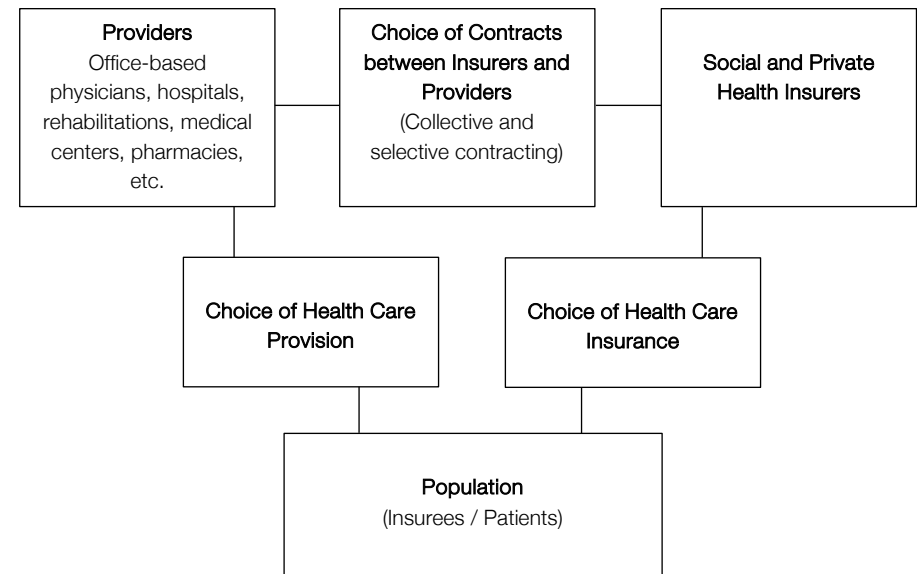 Providers
Office-based
physicians, hospitals,
rehabilitations, medical
centers, pharmacies,
etc.
Choice of Contracts
between Insurers and
Providers
(Collective and
selective contracting)
Social and Private
Health Insurers
Choice of Health Care
Provision
Choice of Health Care
Insurance
Population
(Insurees / Patients)